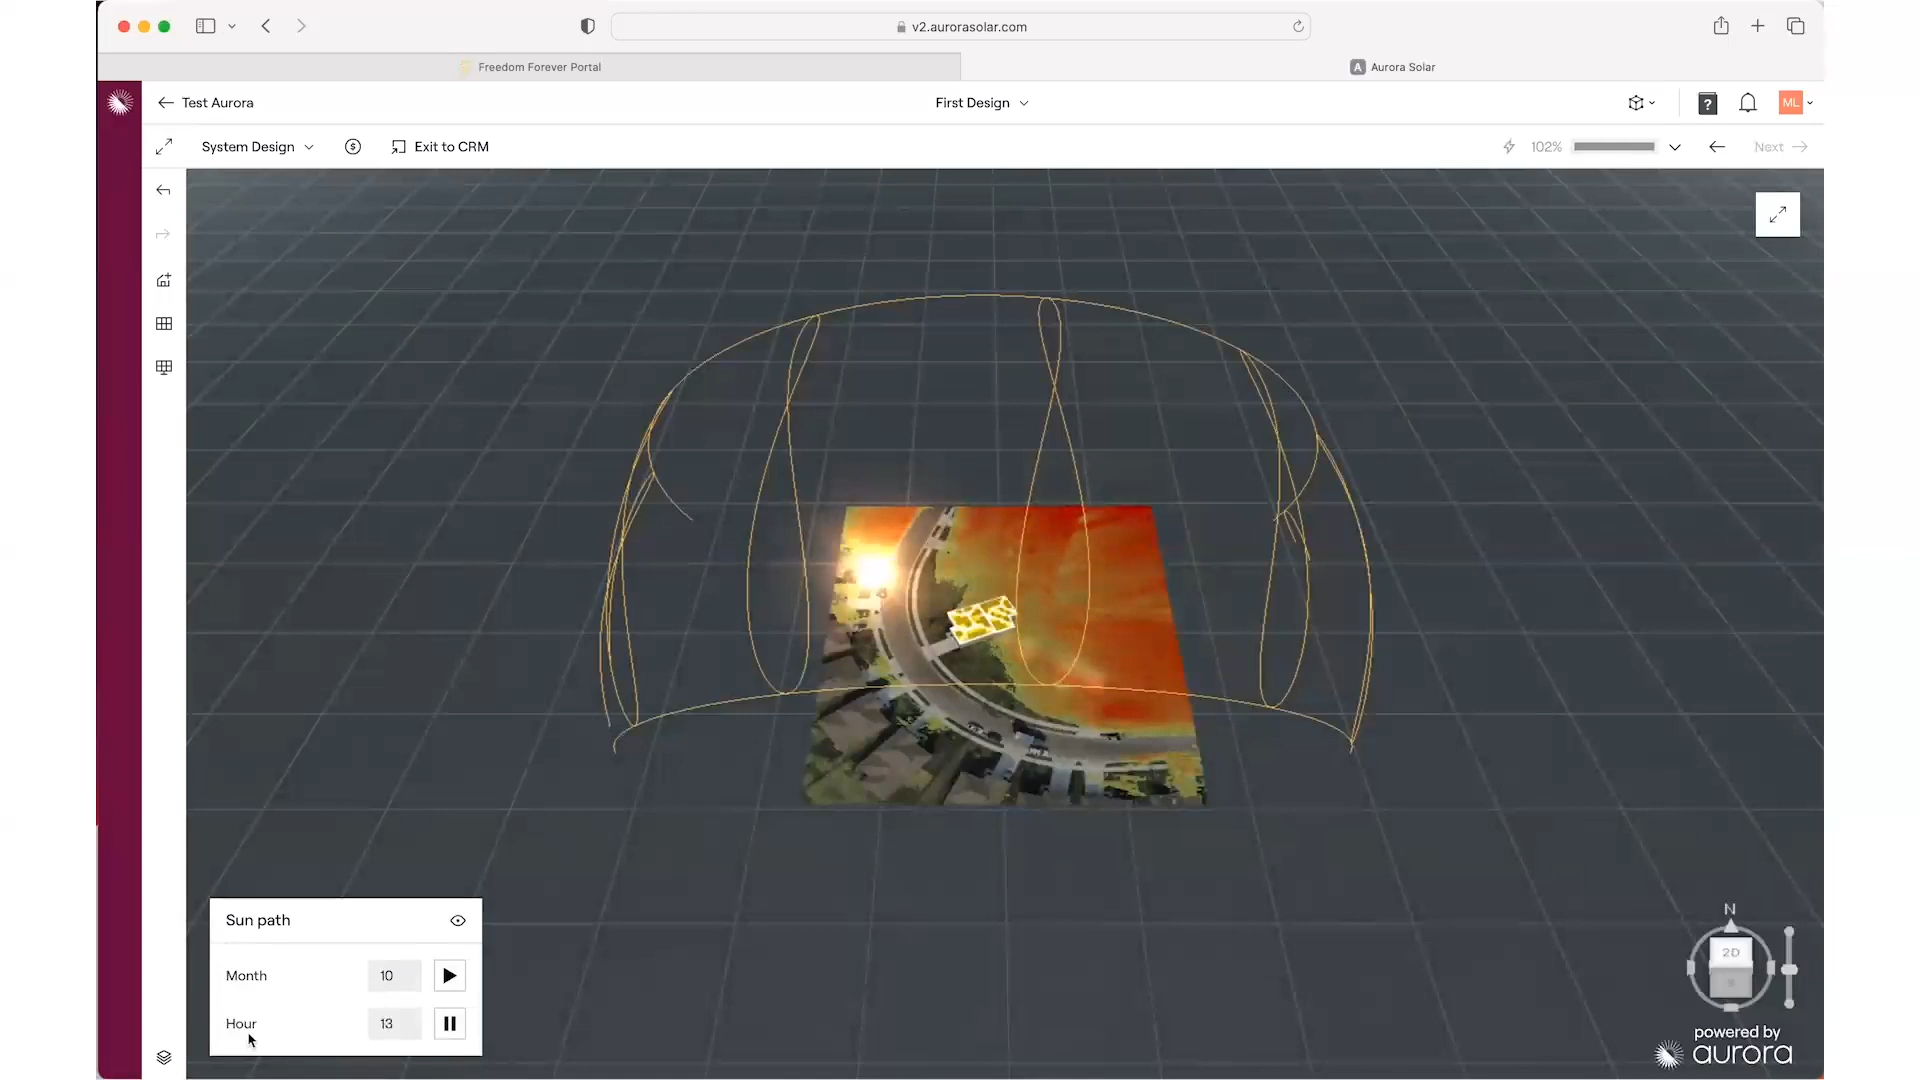 v2.aurorasolar.com
Freedom Forever Portal
A Aurora Solar
Test Aurora
First Design
?
ML
System Design
$
Exit to CRM
102%
Next
Sun path
Month 10
Hour 13
N
2D
S
powered by
aurora